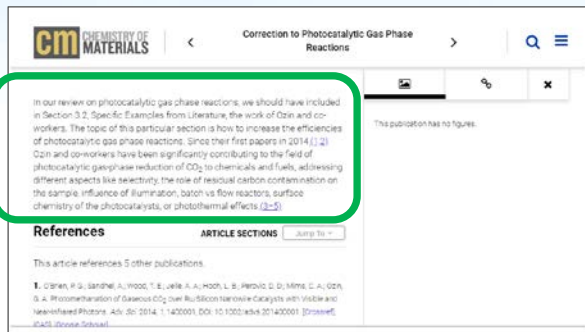 cm CHEMISTRY OF
MATERIALS
Correction to Photocatalytic Gas Phase
Reactions
In our review on photocatalytic gas phase reactions, we should have included
in Section 3.2, Specific Examples from Literature, the work of Ozin and co-
workers. The topic of this particular section is how to increase the efficiencies
of photocatalytic gas phase reactions. Since their first papers in 2014,(1,2)
Ozin and co-workers have been significantly contributing to the field of
photocatalytic gas-phase reduction of CO₂ to chemicals and fuels, addressing
different aspects like selectivity, the role of residual carbon contamination on
the sample, influence of illumination, batch vs flow reactors, surface
chemistry of the photocatalysts, or photothermal effects.(3−5)
This publication has no figures.
References
ARTICLE SECTIONS
Jump To
This article references 5 other publications.
1. O'Brien, P. G.; Sandhel, A.; Wood, T. E.; Jelle, A. A.; Hoch, L. B.; Perovic, D. D.; Mims, C. A.; Ozin,
G. A. Photomethanation of Gaseous CO₂ over Ru/Silicon Nanowire Catalysts with Visible and
Near-Infrared Photons. Adv. Sci. 2014, 1, 1400001, DOI: 10.1002/advs.201400001 [Crossref],
[CAS], [Google Scholar]